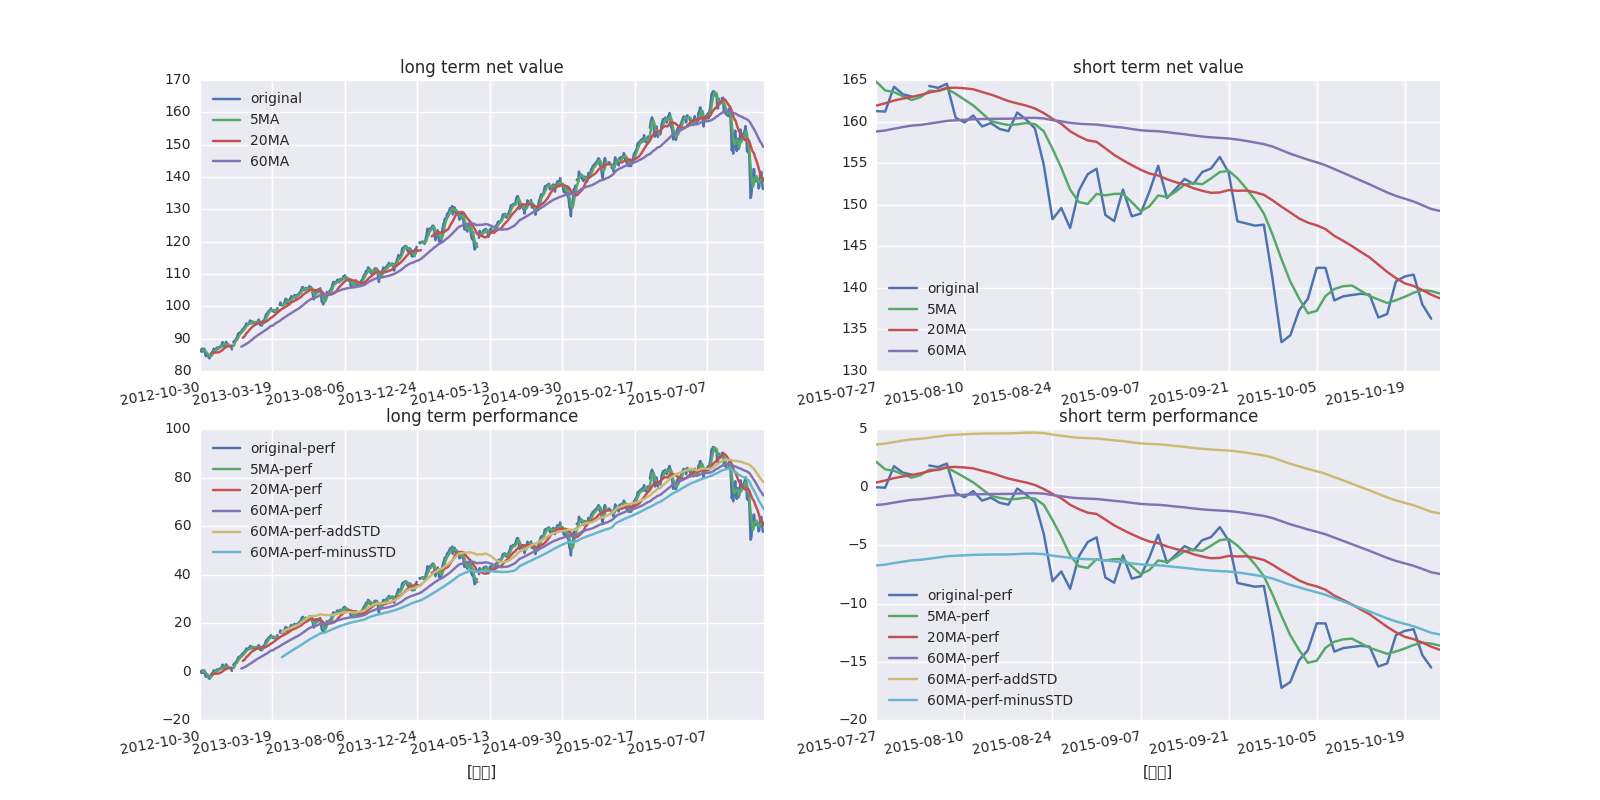 long term net value
170
160
150
140
130
120
110
100
90
80
original
5MA
20MA
60MA
2012-10-30
2013-03-19
2013-08-06
2013-12-24
2014-05-13
2014-09-30
2015-02-17
2015-07-07
short term net value
165
160
155
150
145
140
135
130
original
5MA
20MA
60MA
2015-07-27
2015-08-10
2015-08-24
2015-09-07
2015-09-21
2015-10-05
2015-10-19
long term performance
100
80
60
40
20
0
−20
original-perf
5MA-perf
20MA-perf
60MA-perf
60MA-perf-addSTD
60MA-perf-minusSTD
2012-10-30
2013-03-19
2013-08-06
2013-12-24
2014-05-13
2014-09-30
2015-02-17
2015-07-07
short term performance
5
0
−5
−10
−15
−20
original-perf
5MA-perf
20MA-perf
60MA-perf
60MA-perf-addSTD
60MA-perf-minusSTD
2015-07-27
2015-08-10
2015-08-24
2015-09-07
2015-09-21
2015-10-05
2015-10-19